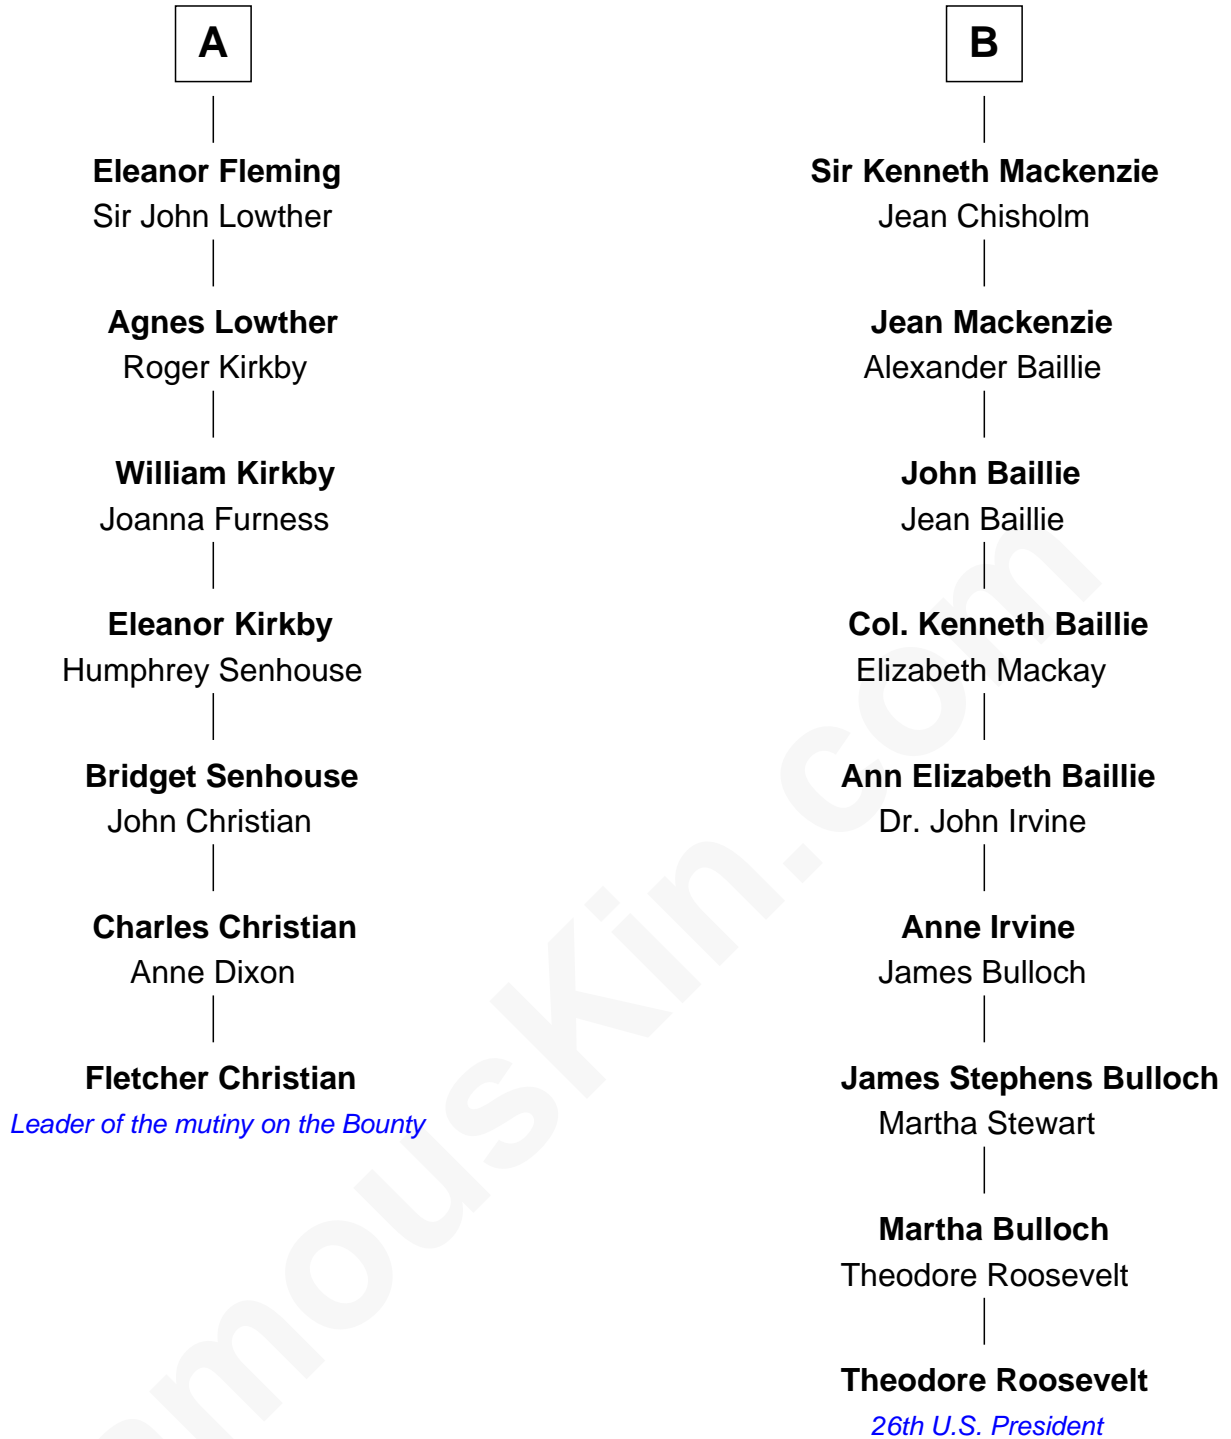 A
Eleanor Fleming
Sir John Lowther
Agnes Lowther
Roger Kirkby
William Kirkby
Joanna Furness
Eleanor Kirkby
Humphrey Senhouse
Bridget Senhouse
John Christian
Charles Christian
Anne Dixon
Fletcher Christian
Leader of the mutiny on the Bounty
B
Sir Kenneth Mackenzie
Jean Chisholm
Jean Mackenzie
Alexander Baillie
John Baillie
Jean Baillie
Col. Kenneth Baillie
Elizabeth Mackay
Ann Elizabeth Baillie
Dr. John Irvine
Anne Irvine
James Bulloch
James Stephens Bulloch
Martha Stewart
Martha Bulloch
Theodore Roosevelt
Theodore Roosevelt
26th U.S. President
amousKin.com